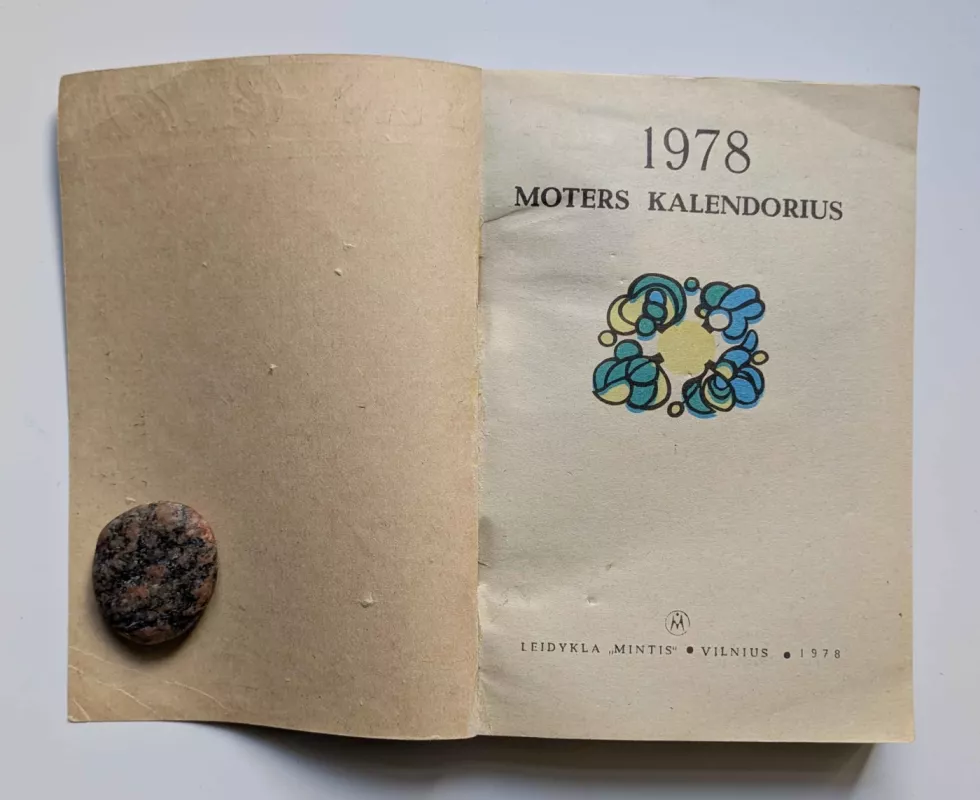 1978
MOTERS KALENDORIUS
LEIDYKLA „MINTIS“ ● VILNIUS ● 1978